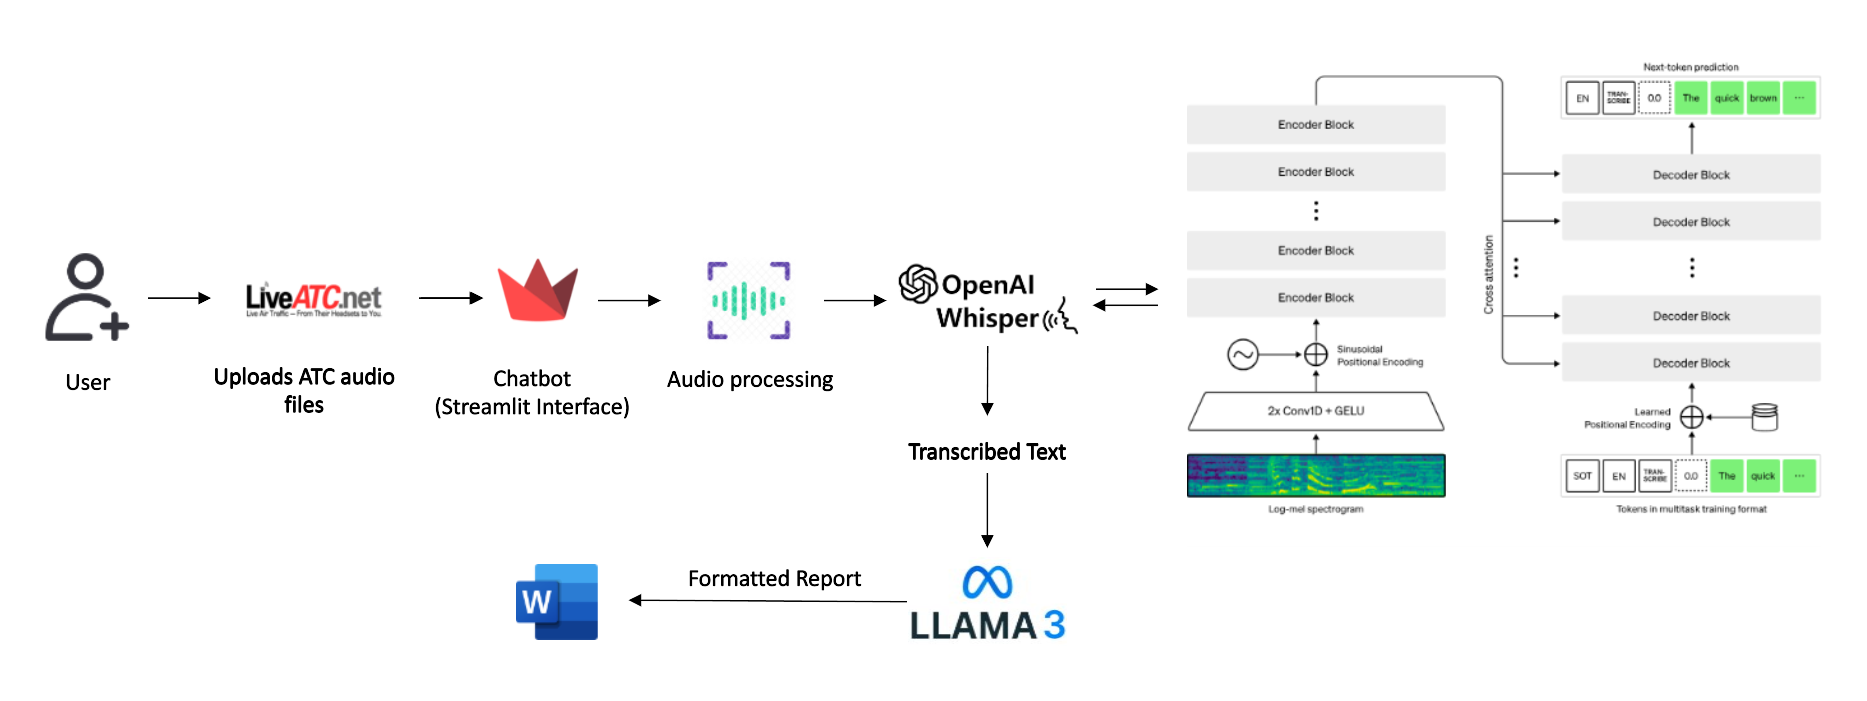 User
LiveATC.net
Live Air Traffic — From Their Headsets to You.
Uploads ATC audio
files
Chatbot
(Streamlit Interface)
Audio processing
OpenAI
Whisper
Transcribed Text
LLAMA 3
Formatted Report
W
Encoder Block
Encoder Block
Encoder Block
Encoder Block
Sinusoidal
Positional Encoding
2x Conv1D + GELU
Log-mel spectrogram
Cross attention
Next-token prediction
EN TRAN-SCRIBE 0.0 The quick brown ...
Decoder Block
Decoder Block
Decoder Block
Decoder Block
Learned
Positional Encoding
SOT EN TRAN-SCRIBE 0.0 The quick ...
Tokens in multitask training format